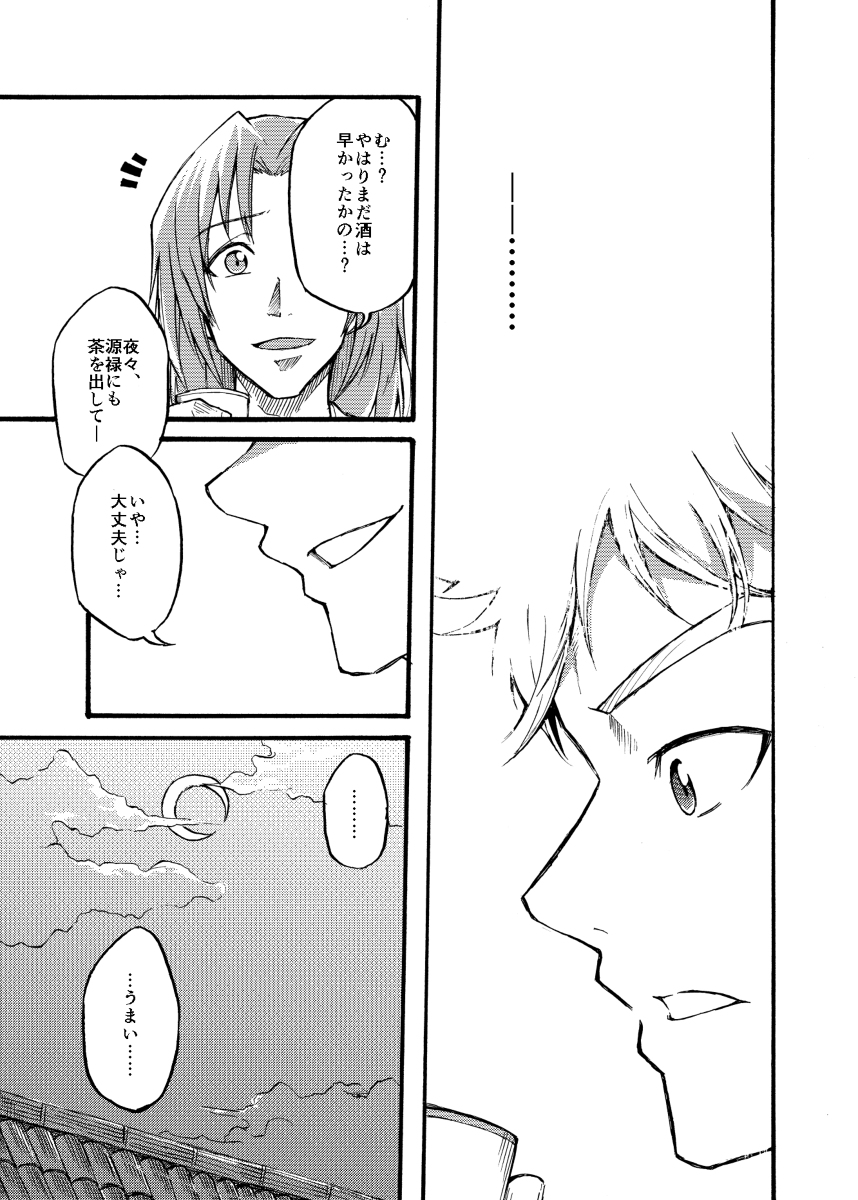 ――………
む…?
やはりまだ酒は
早かったかの…?
夜々、
源禄にも
茶を出して―
いや…
大丈夫じゃ…
………
…うまい……